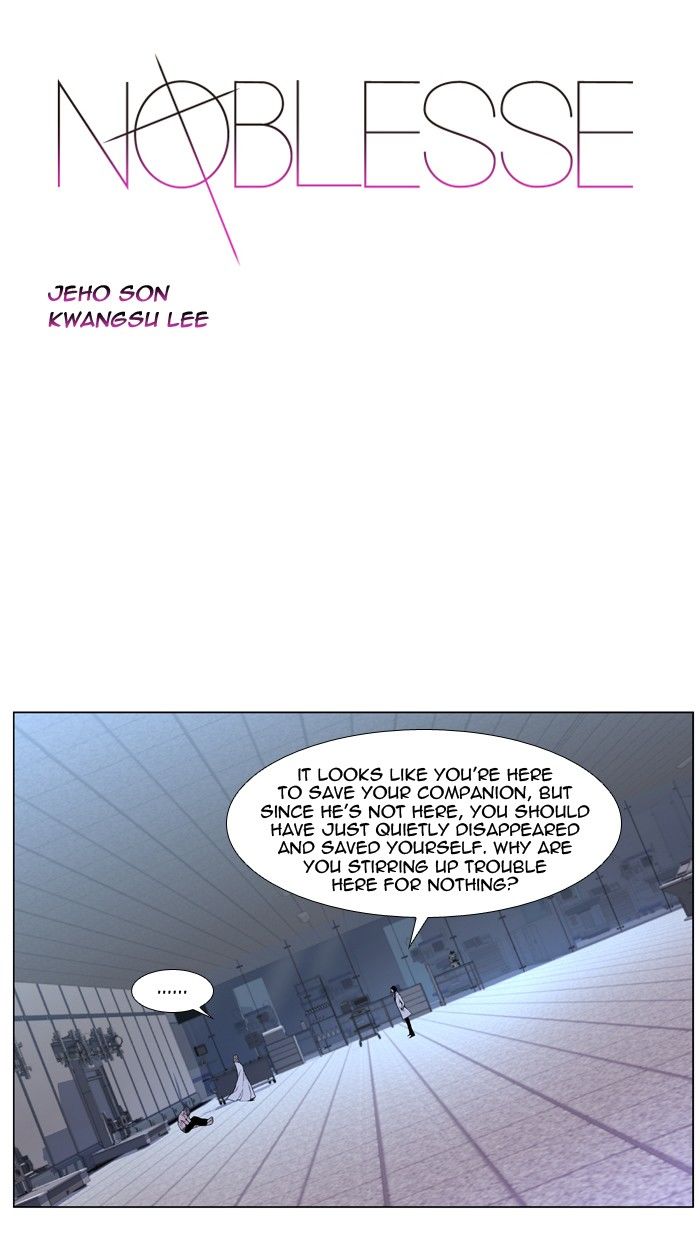 NOBLESSE
JEHO SON
KWANGSU LEE
IT LOOKS LIKE YOU'RE HERE
TO SAVE YOUR COMPANION, BUT
SINCE HE'S NOT HERE, YOU SHOULD
HAVE JUST QUIETLY DISAPPEARED
AND SAVED YOURSELF. WHY ARE
YOU STIRRING UP TROUBLE
HERE FOR NOTHING?
......